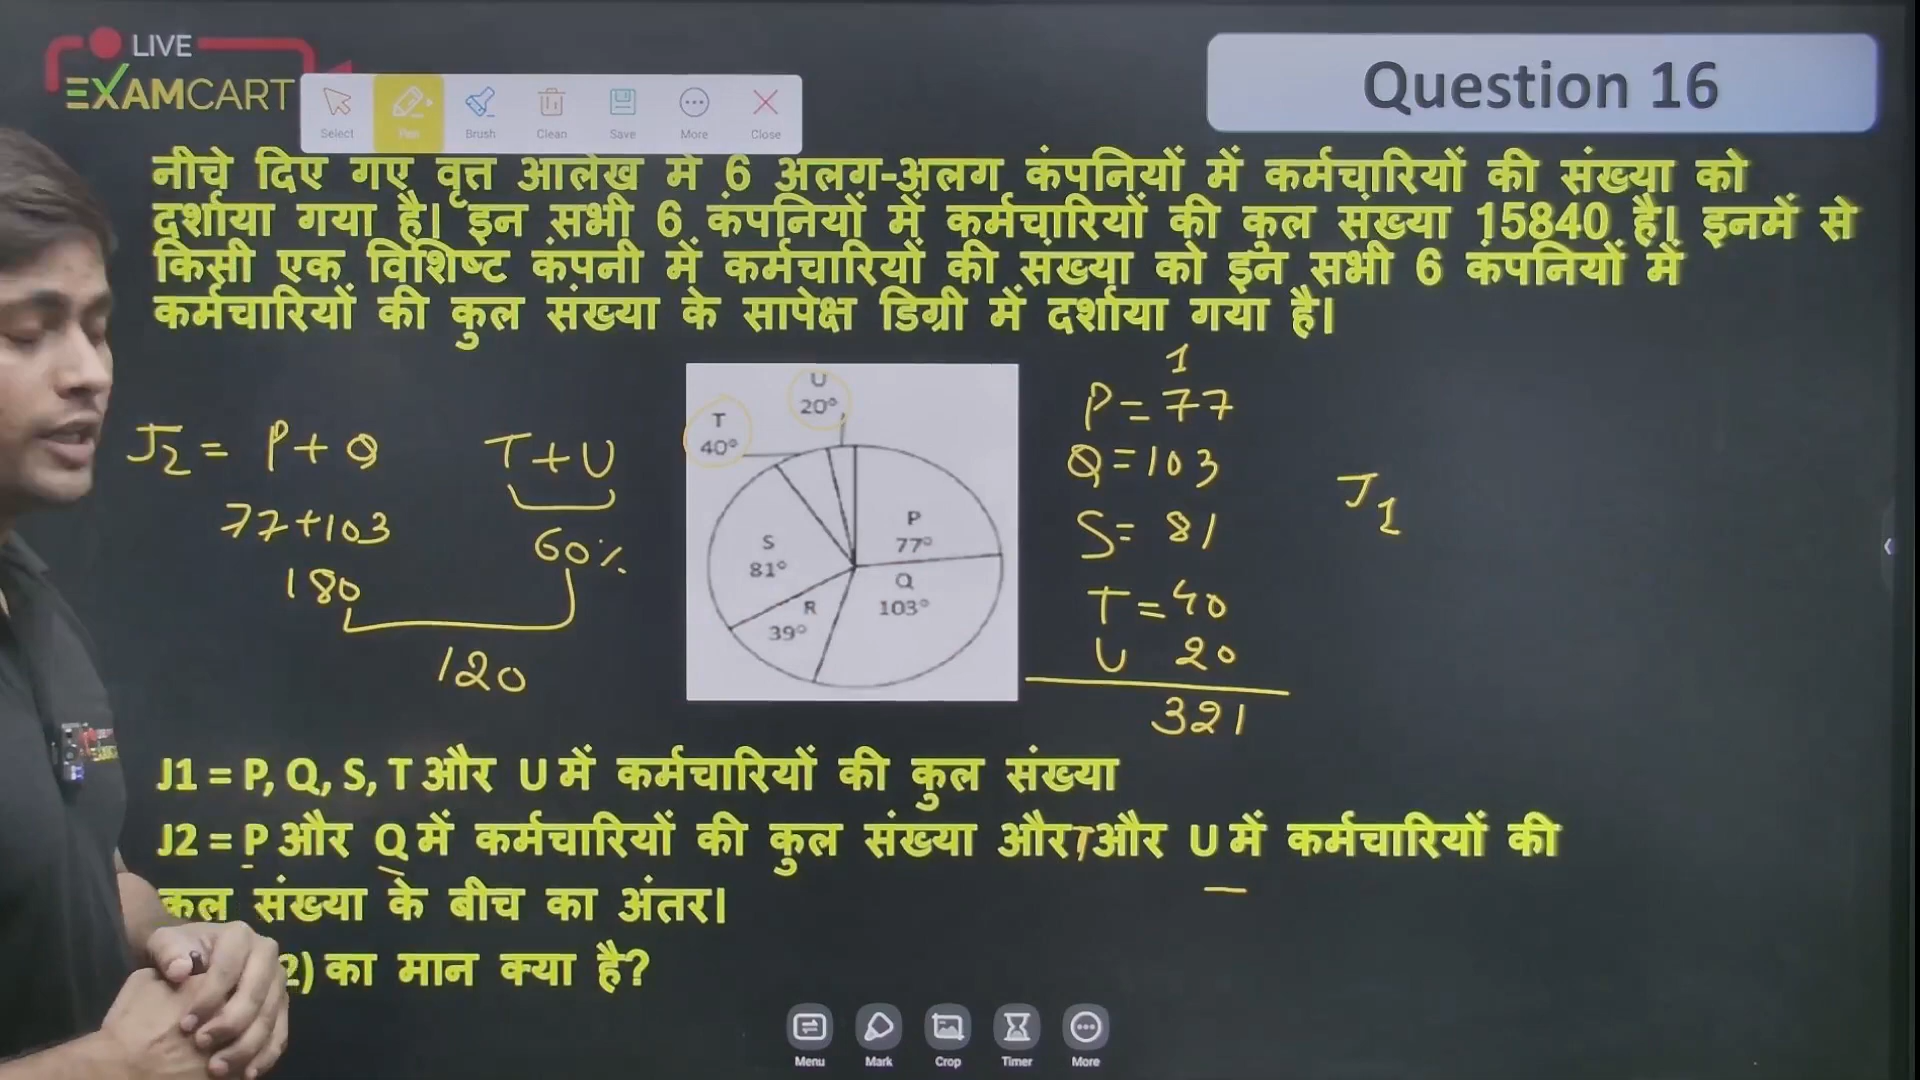 LIVE
EXAMCART
Select Pen Brush Clean Save More Close
Question 16
नीचे दिए गए वृत्त आलेख में 6 अलग-अलग कंपनियों में कर्मचारियों की संख्या को
दर्शाया गया है। इन सभी 6 कंपनियों में कर्मचारियों की कुल संख्या 15840 है। इनमें से
किसी एक विशिष्ट कंपनी में कर्मचारियों की संख्या को इन सभी 6 कंपनियों में
कर्मचारियों की कुल संख्या के सापेक्ष डिग्री में दर्शाया गया है।
J2 = P+Q T+U
77+103
180 60%
120
U
20°
T
40°
S
81°
P
77°
Q
103°
R
39°
1
P=77
Q=103
S= 81
T=40
U 20
321
J1
J1 = P, Q, S, T और U में कर्मचारियों की कुल संख्या
J2 = P और Q में कर्मचारियों की कुल संख्या और T और U में कर्मचारियों की
कुल संख्या के बीच का अंतर।
2) का मान क्या है?
Menu Mark Crop Timer More